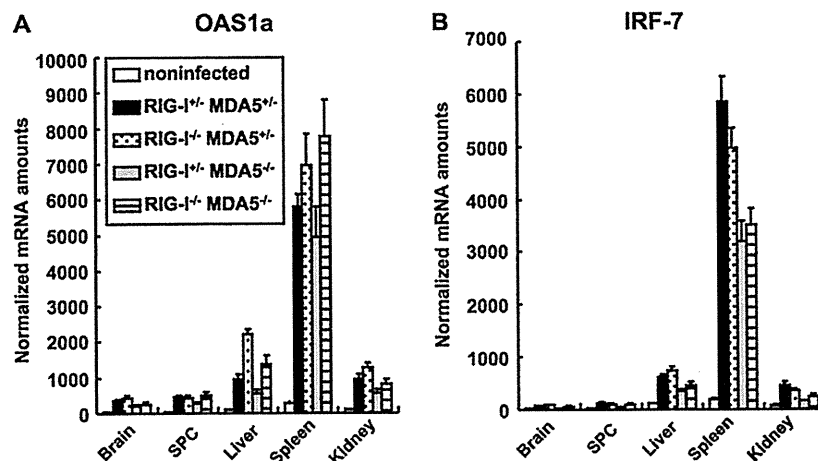 A
OAS1a
Normalized mRNA amounts
10000
9000
8000
7000
6000
5000
4000
3000
2000
1000
0
noninfected
RIG-I+/- MDA5+/-
RIG-I-/- MDA5+/-
RIG-I+/- MDA5-/-
RIG-I-/- MDA5-/-
Brain
SPC
Liver
Spleen
Kidney
B
IRF-7
Normalized mRNA amounts
7000
6000
5000
4000
3000
2000
1000
0
Brain
SPC
Liver
Spleen
Kidney